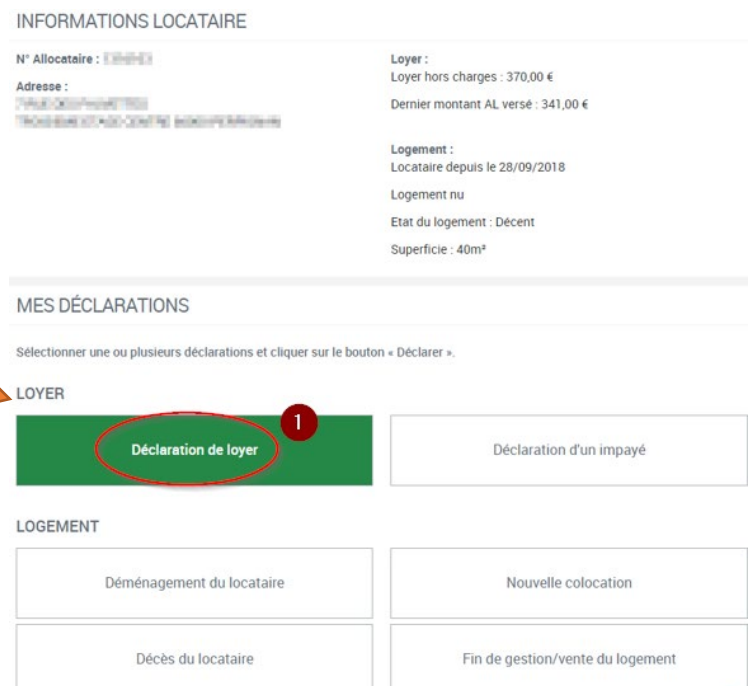 INFORMATIONS LOCATAIRE
N° Allocataire :
Adresse :
Loyer :
Loyer hors charges : 370,00 €
Dernier montant AL versé : 341,00 €
Logement :
Locataire depuis le 28/09/2018
Logement nu
Etat du logement : Décent
Superficie : 40m²
MES DÉCLARATIONS
Sélectionner une ou plusieurs déclarations et cliquer sur le bouton « Déclarer ».
LOYER
1
Déclaration de loyer
Déclaration d'un impayé
LOGEMENT
Déménagement du locataire
Nouvelle colocation
Décès du locataire
Fin de gestion/vente du logement